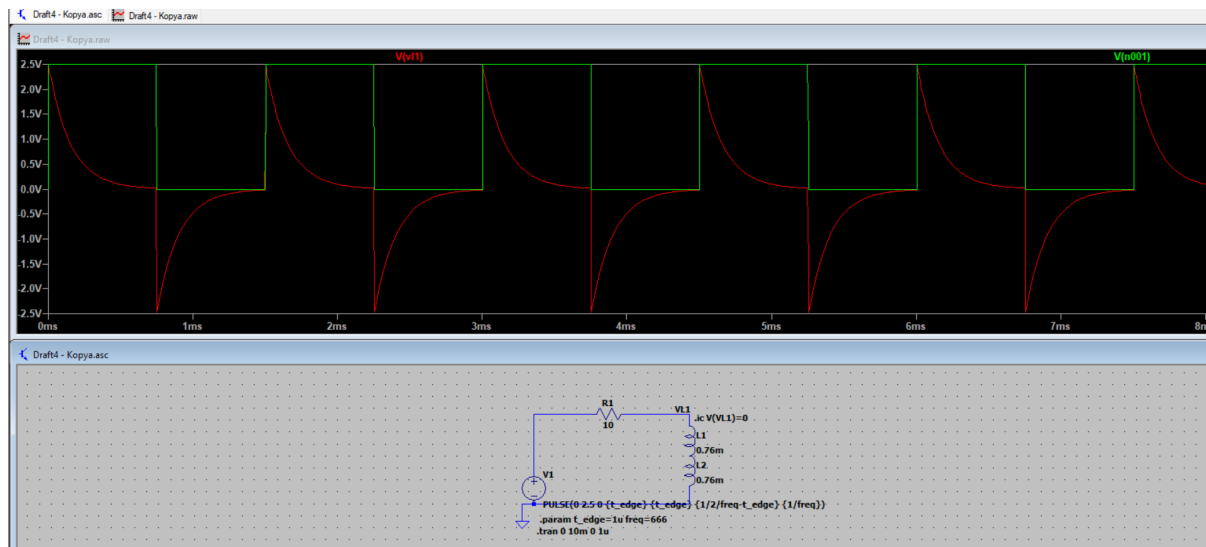 Draft4 - Kopya.asc Draft4 - Kopya.raw
Draft4 - Kopya.raw
V(vl1) V(n001)
2.5V
2.0V
1.5V
1.0V
0.5V
0.0V
-0.5V
-1.0V
-1.5V
-2.0V
-2.5V
0ms 1ms 2ms 3ms 4ms 5ms 6ms 7ms 8m
Draft4 - Kopya.asc
R1 VL1
10 .ic V(VL1)=0
L1
0.76m
L2
V1 0.76m
PULSE(0 2.5 0 {t_edge} {t_edge} {1/2/freq-t_edge} {1/freq})
.param t_edge=1u freq=666
.tran 0 10m 0 1u